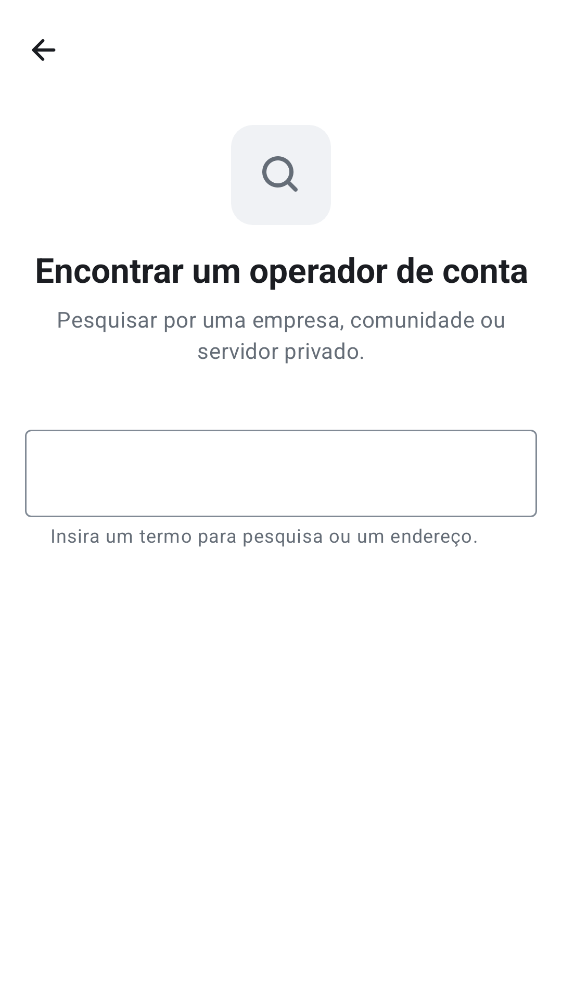 Encontrar um operador de conta
Pesquisar por uma empresa, comunidade ou
servidor privado.
Insira um termo para pesquisa ou um endereço.